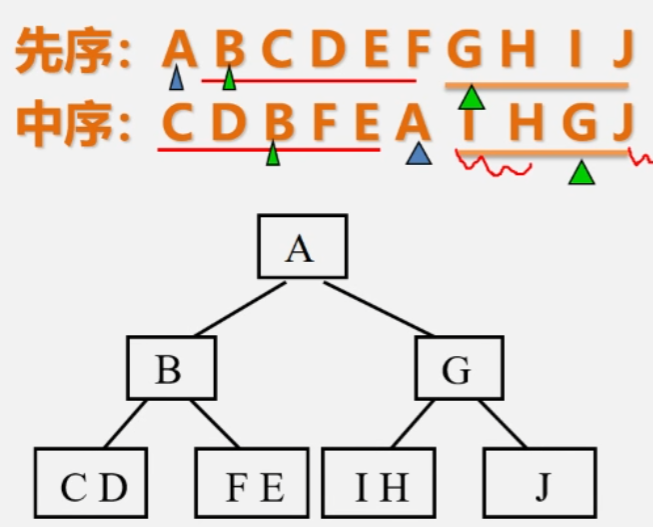 先序：A B C D E F G H I J
中序：C D B F E A I H G J
A
B G
C D F E I H J